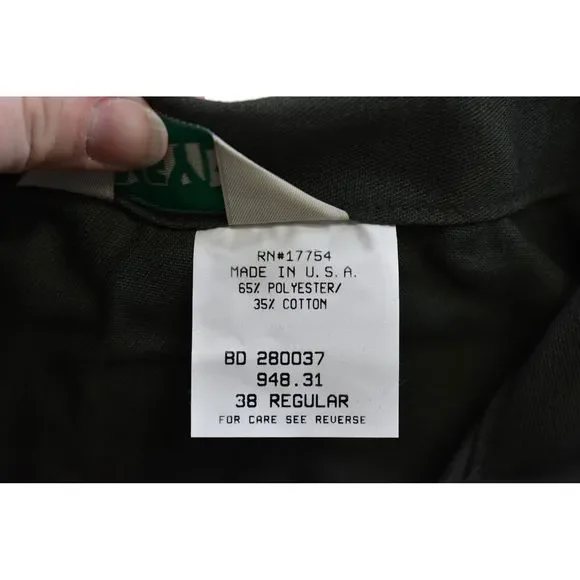 RN#17754
MADE IN U.S.A.
65% POLYESTER/
35% COTTON
BD 280037
948.31
38 REGULAR
FOR CARE SEE REVERSE